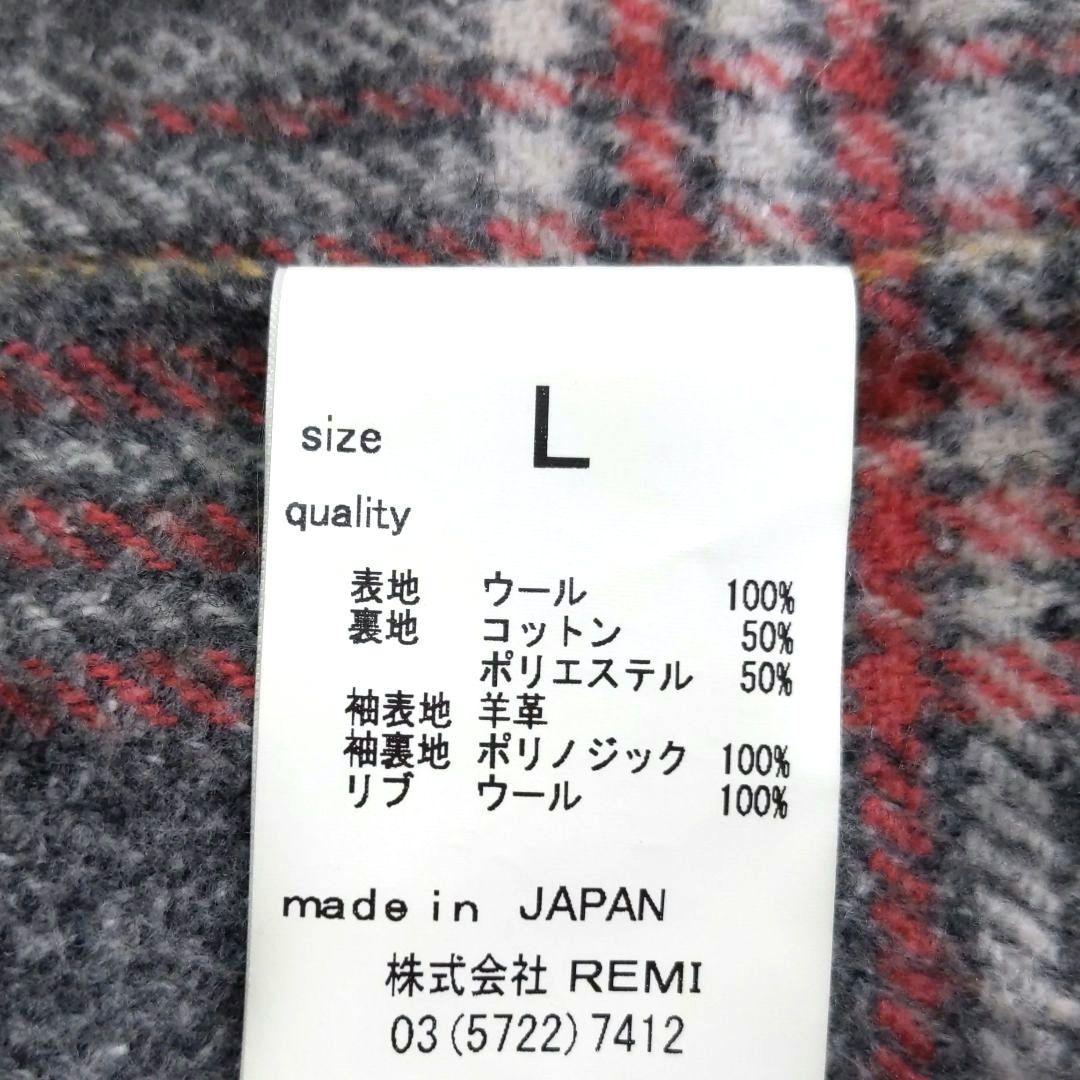 size L
quality
表地 ウール 100%
裏地 コットン 50%
ポリエステル 50%
袖表地 羊革
袖裏地 ポリノジック 100%
リブ ウール 100%
made in JAPAN
株式会社 REMI
03(5722)7412